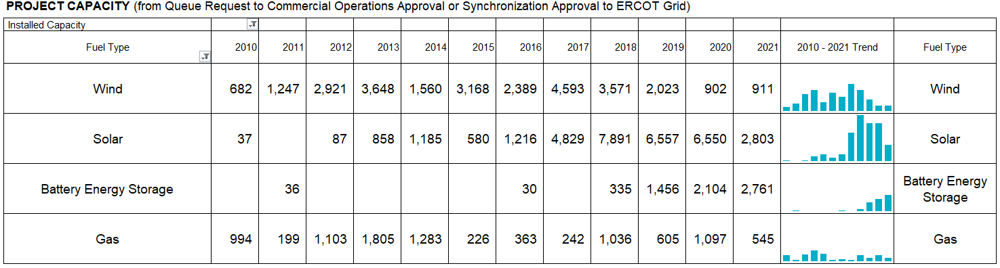 PROJECT CAPACITY (from Queue Request to Commercial Operations Approval or Synchronization Approval to ERCOT Grid)
Installed Capacity
Fuel Type 2010 2011 2012 2013 2014 2015 2016 2017 2018 2019 2020 2021 2010 - 2021 Trend Fuel Type
Wind 682 1,247 2,921 3,648 1,560 3,168 2,389 4,593 3,571 2,023 902 911 Wind
Solar 37 87 858 1,185 580 1,216 4,829 7,891 6,557 6,550 2,803 Solar
Battery Energy Storage 36 30 335 1,456 2,104 2,761 Battery Energy
Storage
Gas 994 199 1,103 1,805 1,283 226 363 242 1,036 605 1,097 545 Gas